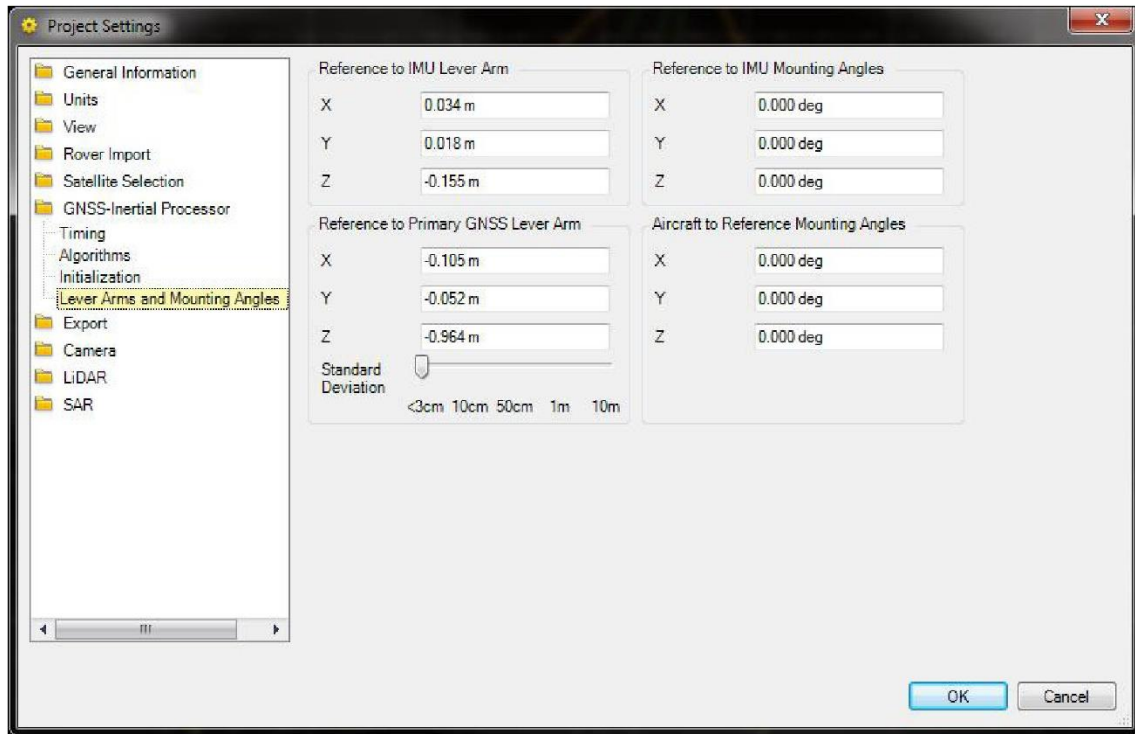 Project Settings
General Information
Units
View
Rover Import
Satellite Selection
GNSS-Inertial Processor
Timing
Algorithms
Initialization
Lever Arms and Mounting Angles
Export
Camera
LiDAR
SAR
Reference to IMU Lever Arm
X 0.034 m
Y 0.018 m
Z -0.155 m
Reference to IMU Mounting Angles
X 0.000 deg
Y 0.000 deg
Z 0.000 deg
Reference to Primary GNSS Lever Arm
X -0.105 m
Y -0.052 m
Z -0.964 m
Standard
Deviation
<3cm 10cm 50cm 1m 10m
Aircraft to Reference Mounting Angles
X 0.000 deg
Y 0.000 deg
Z 0.000 deg
OK Cancel